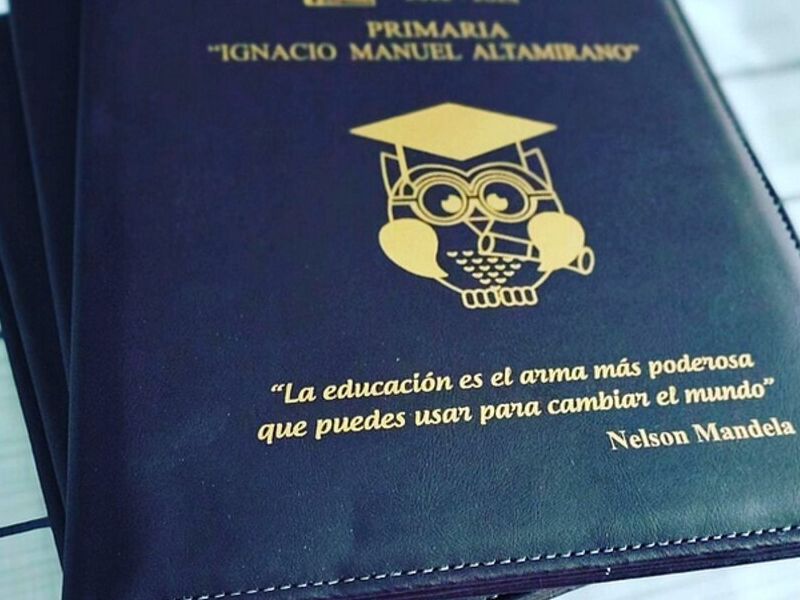 PRIMARIA
"IGNACIO MANUEL ALTAMIRANO"
"La educación es el arma más poderosa
que puedes usar para cambiar el mundo"
Nelson Mandela